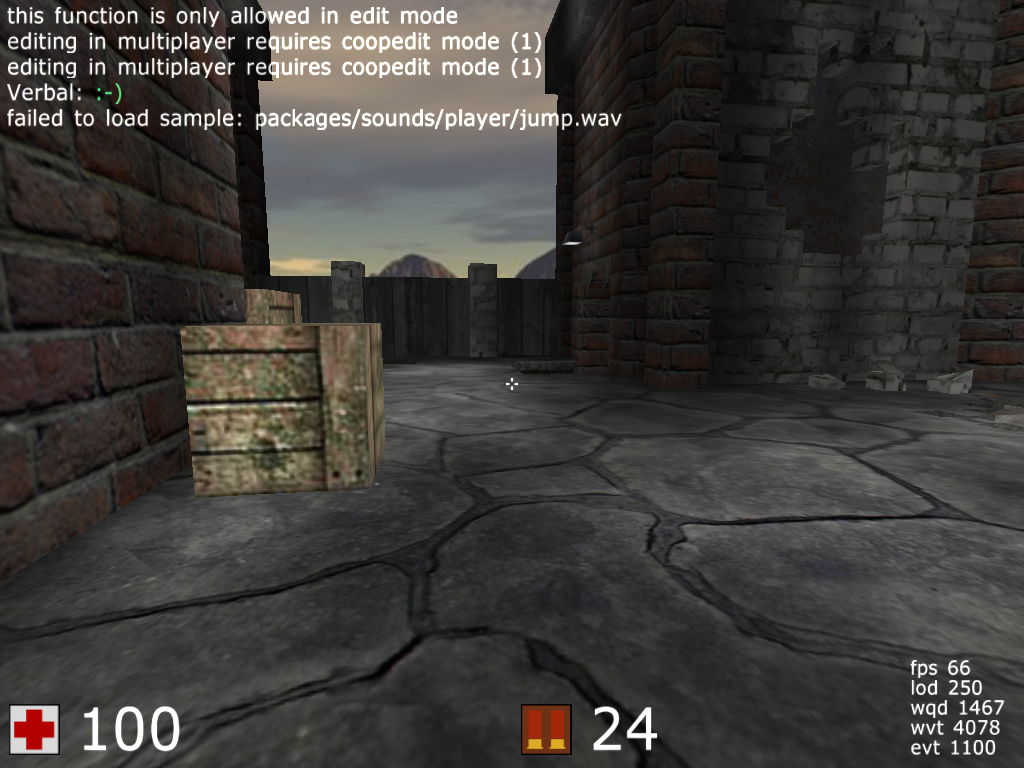 this function is only allowed in edit mode
editing in multiplayer requires coopedit mode (1)
editing in multiplayer requires coopedit mode (1)
Verbal: :-)
failed to load sample: packages/sounds/player/jump.wav
fps 66
lod 250
wqd 1467
wvt 4078
evt 1100
100
24